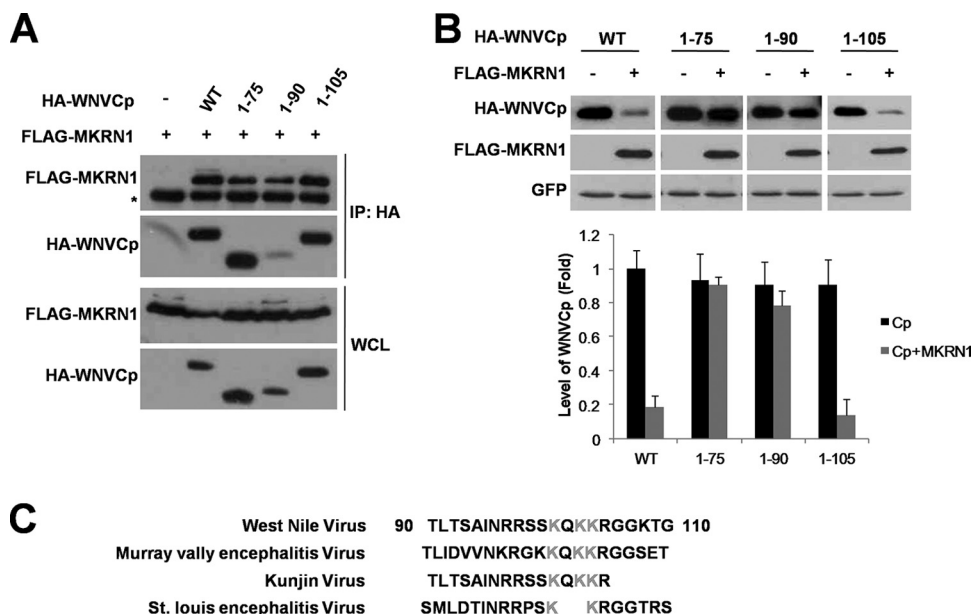 A
HA-WNVCp - WT 1-75 1-90 1-105
FLAG-MKRN1 + + + + +
FLAG-MKRN1
*
HA-WNVCp
IP: HA
FLAG-MKRN1
HA-WNVCp
WCL
B
HA-WNVCp WT 1-75 1-90 1-105
FLAG-MKRN1 - + - + - + - +
HA-WNVCp
FLAG-MKRN1
GFP
Level of WNVCp (Fold)
1.2
1
0.8
0.6
0.4
0.2
0
WT 1-75 1-90 1-105
Cp
Cp+MKRN1
C
West Nile Virus 90 TLTSAINRRSSKQKKRGGKTG 110
Murray vally encephalitis Virus TLIDVVNKRGKKQKKRGGSET
Kunjin Virus TLTSAINRRSSKQKKR
St. louis encephalitis Virus SMLDTINRRPSK KRGGTRS